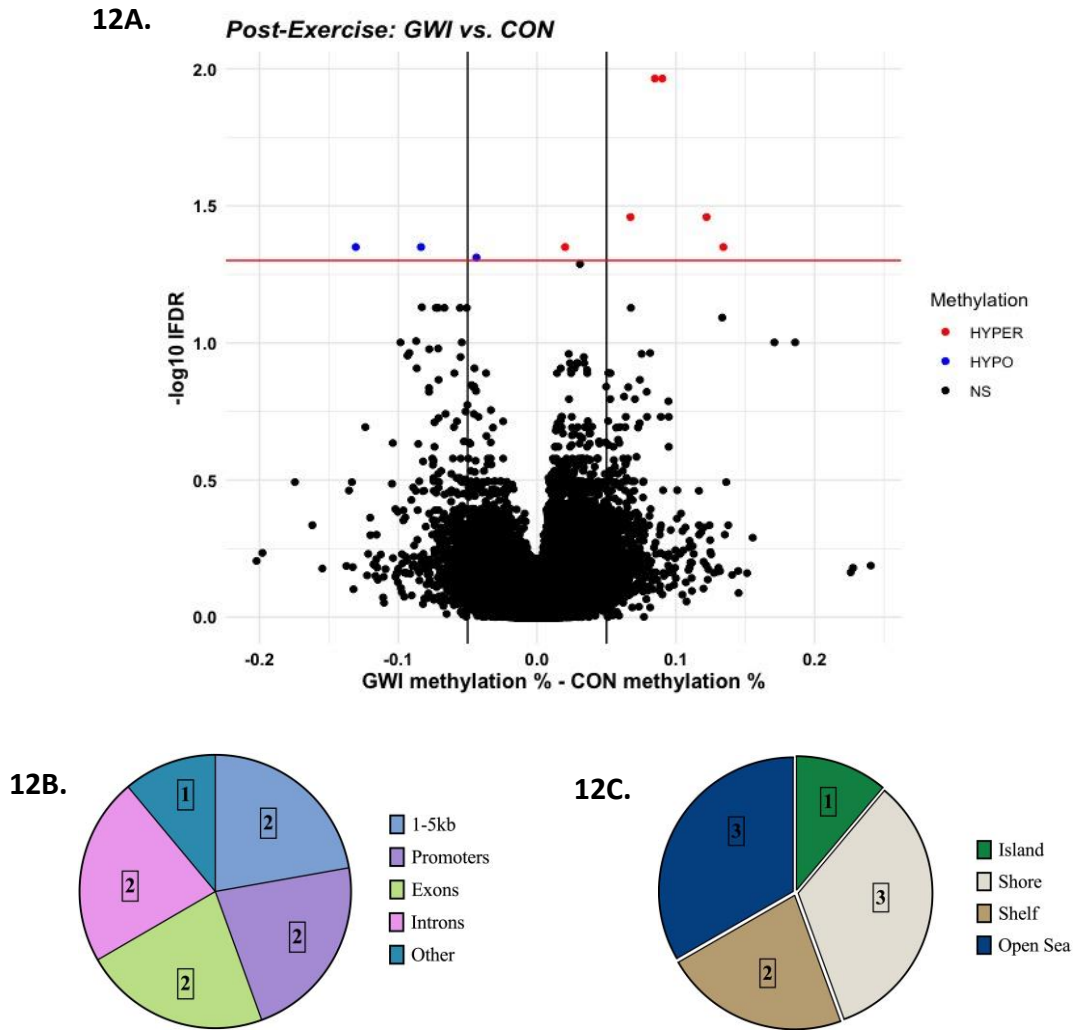 12A.
Post-Exercise: GWI vs. CON
2.0
1.5
1.0
0.5
0.0
-log10 IFDR
-0.2
-0.1
0.0
0.1
0.2
GWI methylation % - CON methylation %
Methylation
HYPER
HYPO
NS
12B.
1
2
2
2
2
1-5kb
Promoters
Exons
Introns
Other
12C.
1
3
3
2
Island
Shore
Shelf
Open Sea